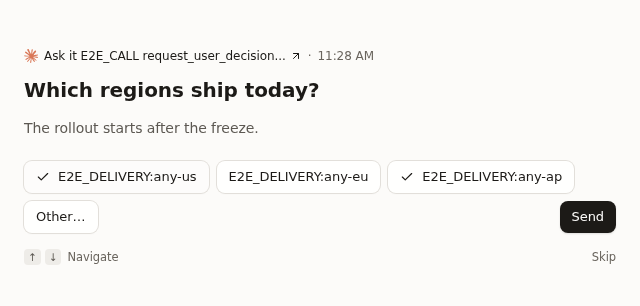 Ask it E2E_CALL request_user_decision... ↗ · 11:28 AM
Which regions ship today?
The rollout starts after the freeze.
✓ E2E_DELIVERY:any-us E2E_DELIVERY:any-eu ✓ E2E_DELIVERY:any-ap
Other... Send
↑ ↓ Navigate Skip